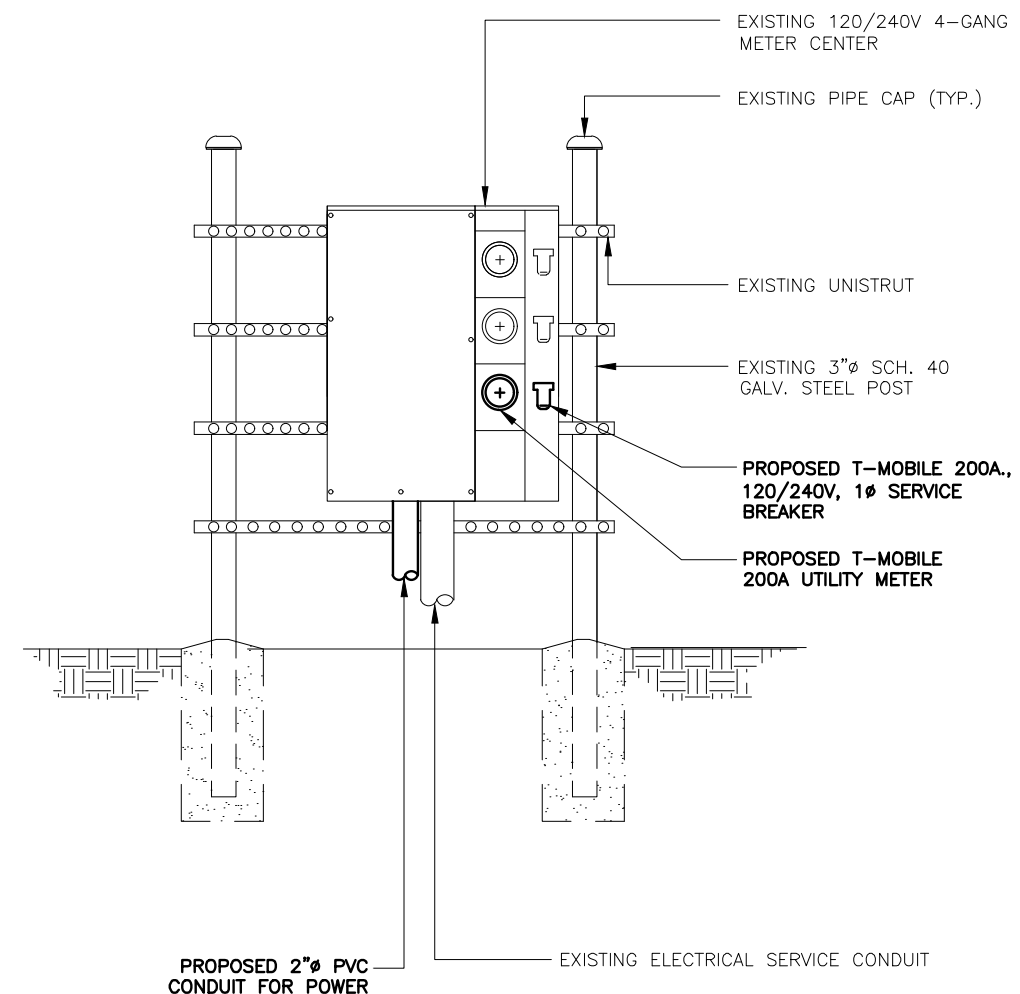 EXISTING 120/240V 4-GANG
METER CENTER
EXISTING PIPE CAP (TYP.)
EXISTING UNISTRUT
EXISTING 3"ø SCH. 40
GALV. STEEL POST
PROPOSED T-MOBILE 200A.,
120/240V, 1ø SERVICE
BREAKER
PROPOSED T-MOBILE
200A UTILITY METER
EXISTING ELECTRICAL SERVICE CONDUIT
PROPOSED 2"ø PVC
CONDUIT FOR POWER